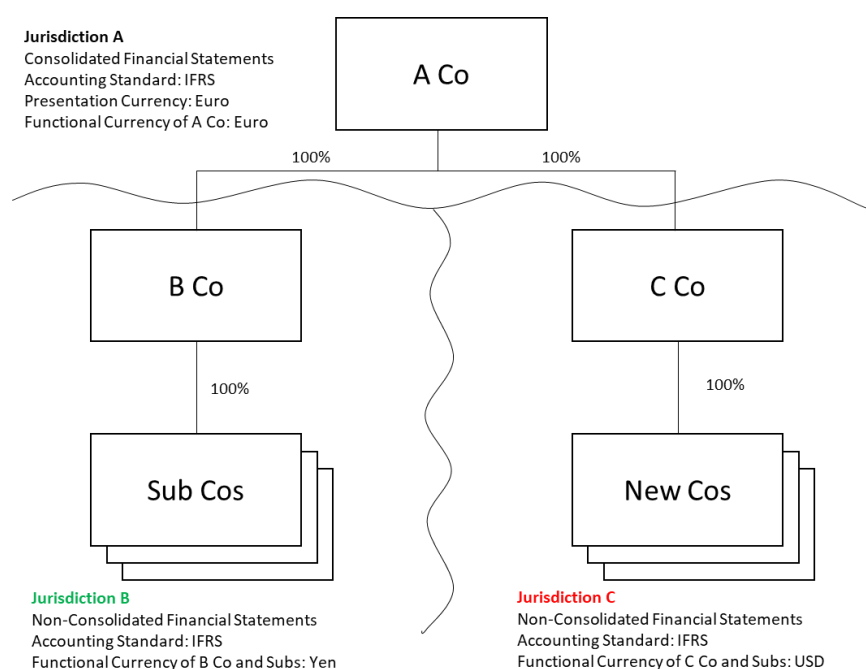 Jurisdiction A
Consolidated Financial Statements
Accounting Standard: IFRS
Presentation Currency: Euro
Functional Currency of A Co: Euro
A Co
100%
100%
B Co
C Co
100%
100%
Sub Cos
New Cos
Jurisdiction B
Non-Consolidated Financial Statements
Accounting Standard: IFRS
Functional Currency of B Co and Subs: Yen
Jurisdiction C
Non-Consolidated Financial Statements
Accounting Standard: IFRS
Functional Currency of C Co and Subs: USD